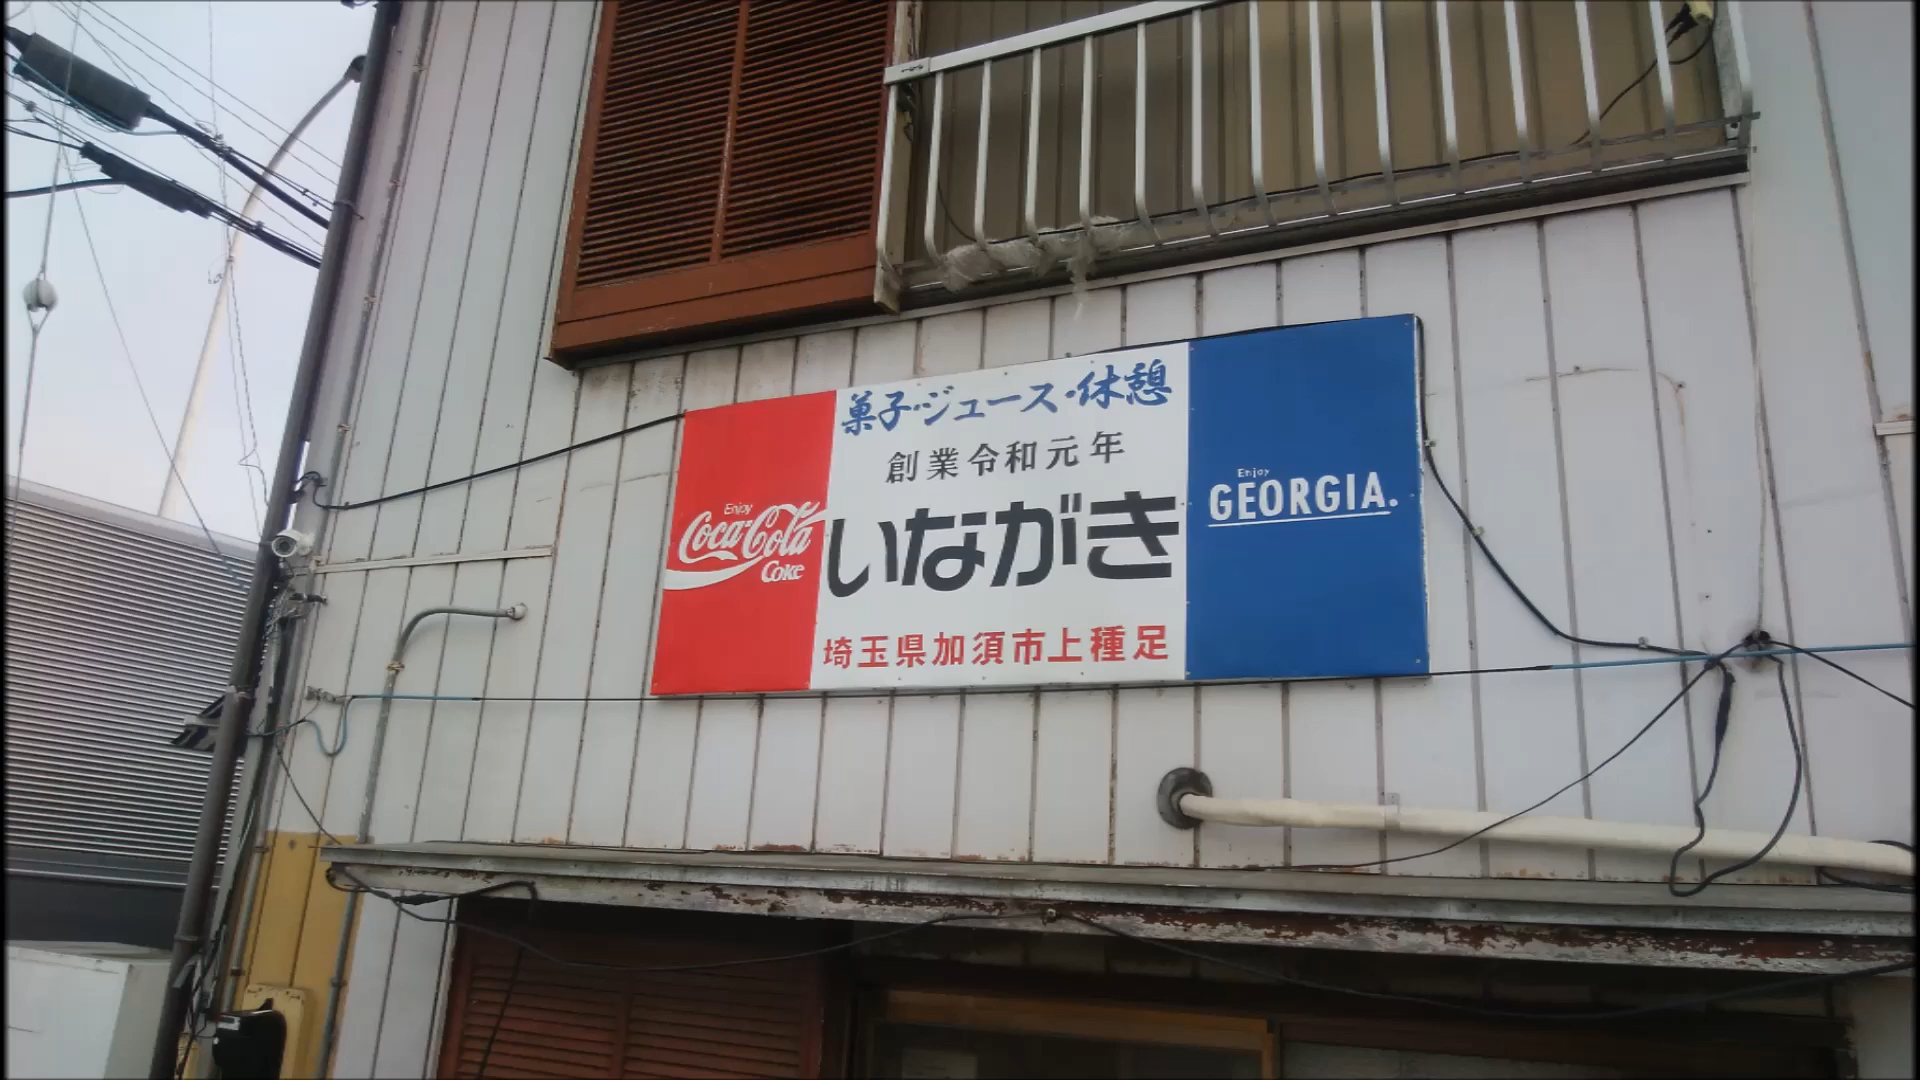 菓子・ジュース・休憩
創業令和元年
いながき
埼玉県加須市上種足
Enjoy
Coca-Cola
Coke
Enjoy
GEORGIA.